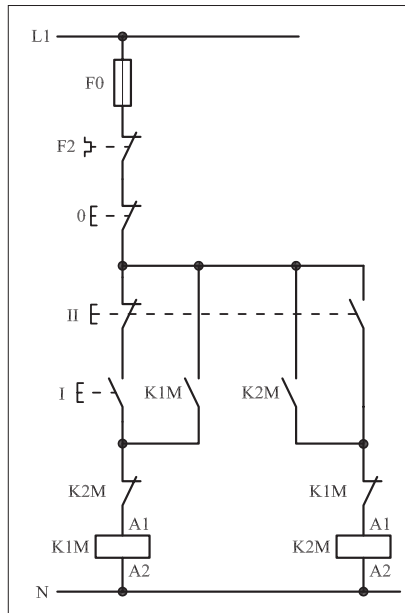 L1
F0
F2
0
II
I K1M K2M
K2M K1M
A1 A1
K1M K2M
A2 A2
N